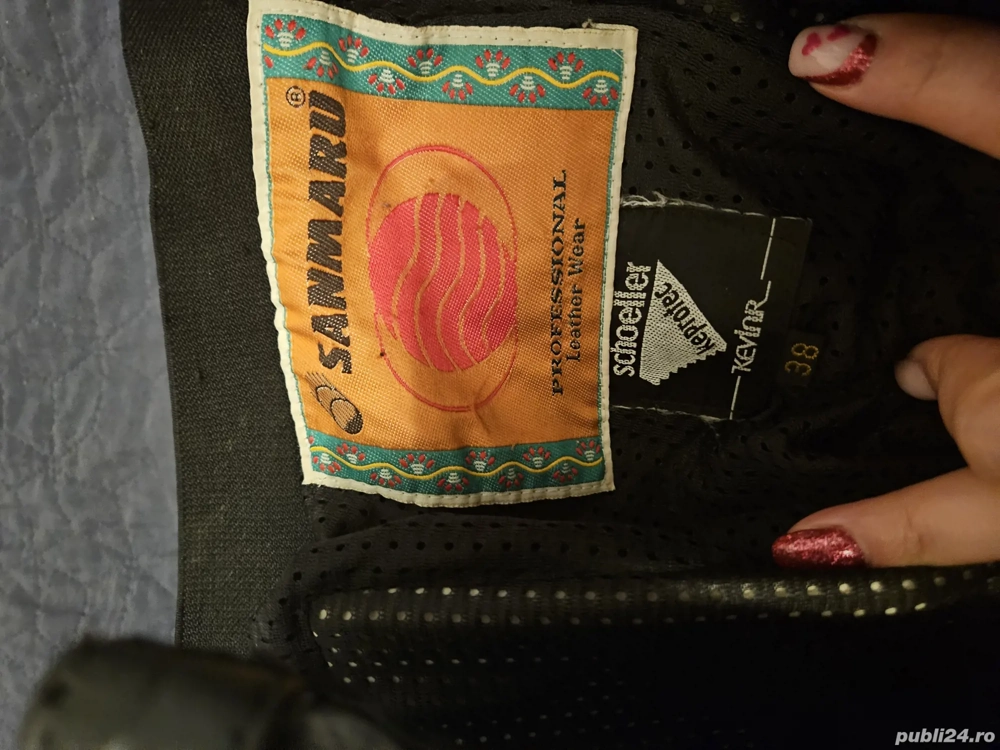 SANMARU®
PROFESSIONAL
Leather Wear
schoeller
Keprotec
KEVLAR
38
publi24.ro